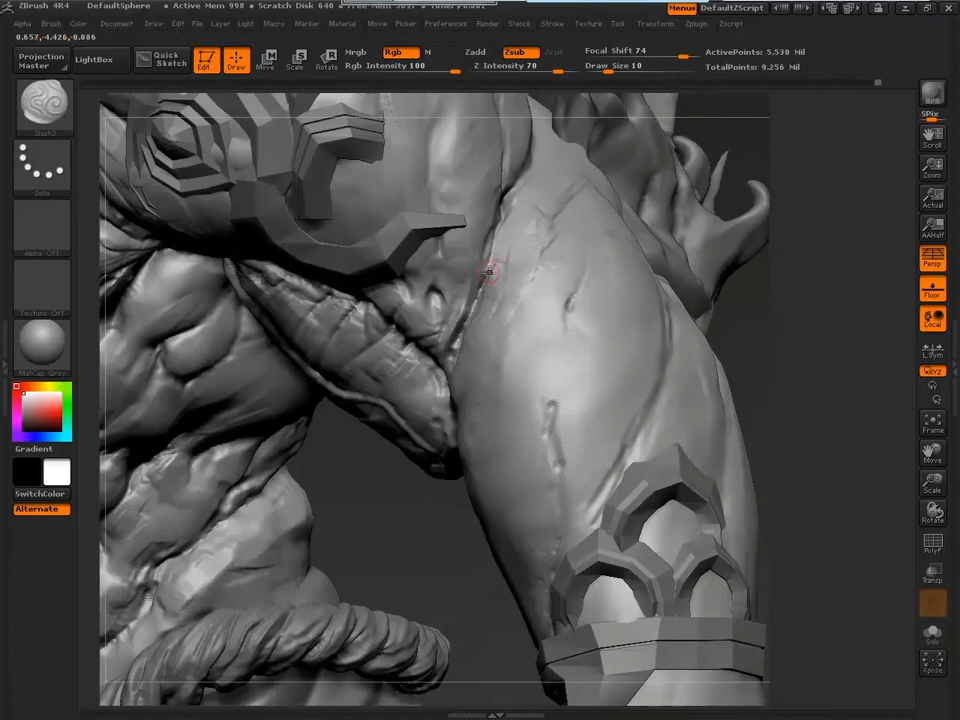 ZBrush 4R4 DefaultSphere • Active Mem 998 • Scratch Disk 640
Menus DefaultZScript
Alpha Brush Color Document Draw Edit File Layer Light Macro Marker Material Movie Picker Preferences Render Stencil Stroke Texture Tool Transform Zplugin Zscript
0.657,-4.426,-0.086
Projection Master
LightBox
Quick Sketch
Edit Draw Move Scale Rotate
Mrgb Rgb M
Rgb Intensity 100
Zadd Zsub Zcut
Z Intensity 70
Focal Shift 74
Draw Size 10
ActivePoints: 5.530 Mil
TotalPoints: 9.256 Mil
Slash3
Dots
Alpha Off
Texture Off
MatCap Gray
Gradient
SwitchColor
Alternate
BPR
SPix
Scroll
Zoom
Actual
AAHalf
Persp
Floor
Local
L.Sym
XYZ
Frame
Move
Scale
Rotate
PolyF
Transp
Solo
Xpose